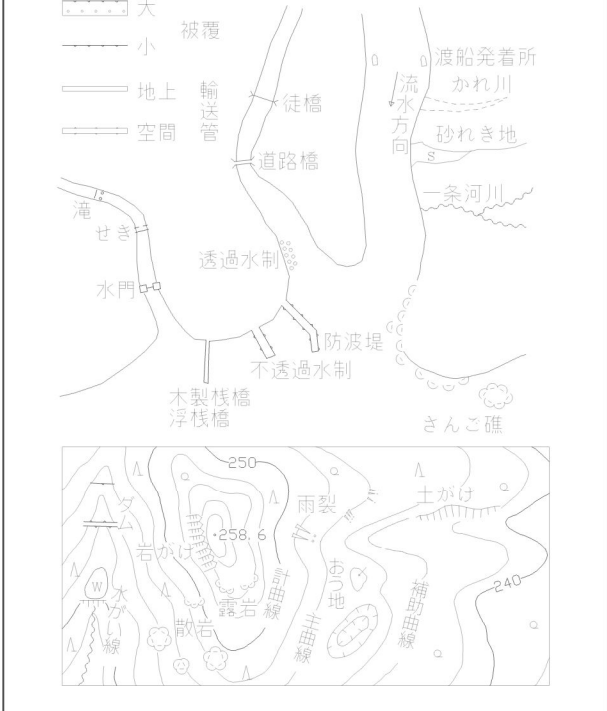 大
被覆
小
地上
輸送管
空間
徒橋
道路橋
渡船発着所
かれ川
流水方向
砂れき地
S
一条河川
滝
せき
水門
透過水制
防波堤
不透過水制
木製桟橋
浮桟橋
さんご礁
250
ダム
258.6
岩がけ
雨裂
土がけ
W
水がい線
散岩
露岩
計曲線
主曲線
おう地
補助曲線
240